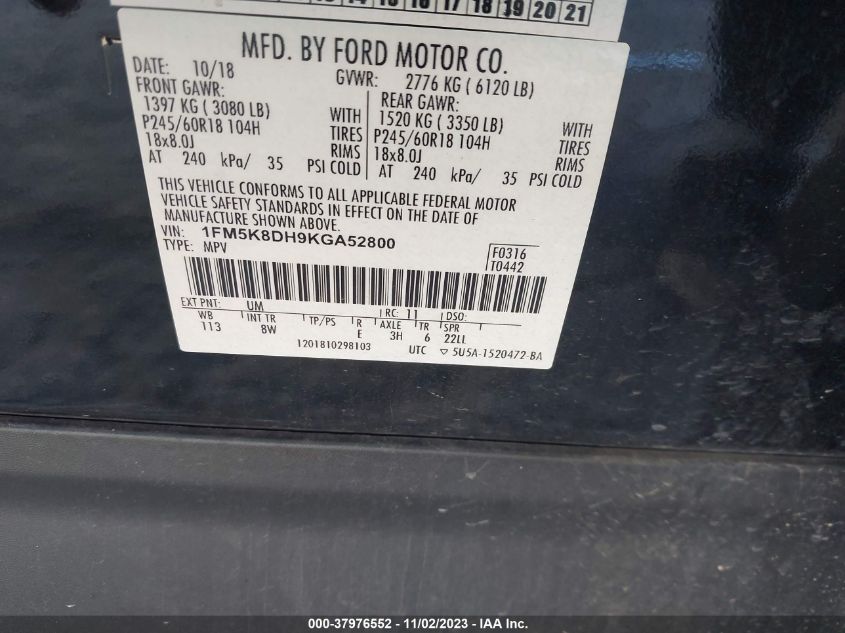 17 18 19 20 21
MFD. BY FORD MOTOR CO.
DATE: 10/18 GVWR: 2776 KG ( 6120 LB)
FRONT GAWR: REAR GAWR:
1397 KG ( 3080 LB) WITH 1520 KG ( 3350 LB) WITH
P245/60R18 104H TIRES P245/60R18 104H TIRES
18x8.0J RIMS 18x8.0J RIMS
AT 240 kPa/ 35 PSI COLD AT 240 kPa/ 35 PSI COLD
THIS VEHICLE CONFORMS TO ALL APPLICABLE FEDERAL MOTOR
VEHICLE SAFETY STANDARDS IN EFFECT ON THE DATE OF
MANUFACTURE SHOWN ABOVE.
VIN: 1FM5K8DH9KGA52800
TYPE: MPV
F0316
T0442
EXT PNT: UM RC: 11 DSO:
WB INT TR TP/PS R AXLE TR SPR
113 8W E 3H 6 22LL
1201810298103 UTC ▽ 5U5A-1520472-BA
000-37976552 - 11/02/2023 - IAA Inc.